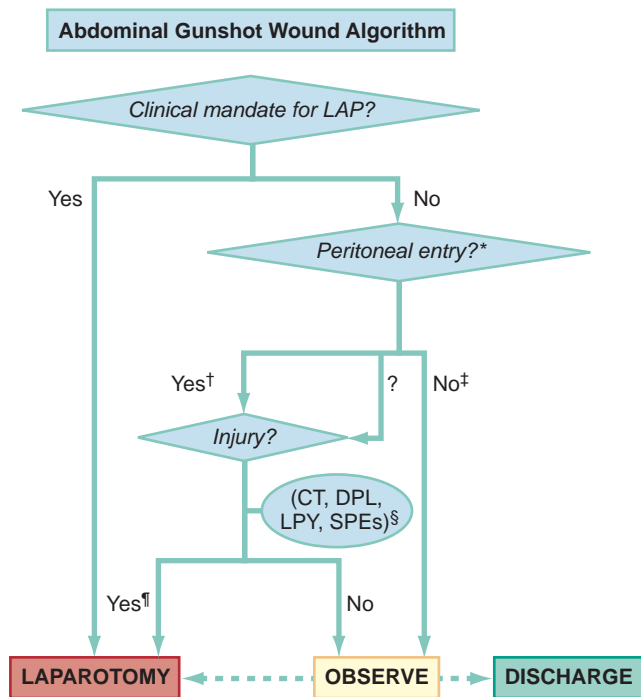 Abdominal Gunshot Wound Algorithm
Clinical mandate for LAP?
Yes
No
Peritoneal entry?*
Yes†
?
No‡
Injury?
(CT, DPL,
LPY, SPEs)§
Yes¶
No
LAPAROTOMY
OBSERVE
DISCHARGE